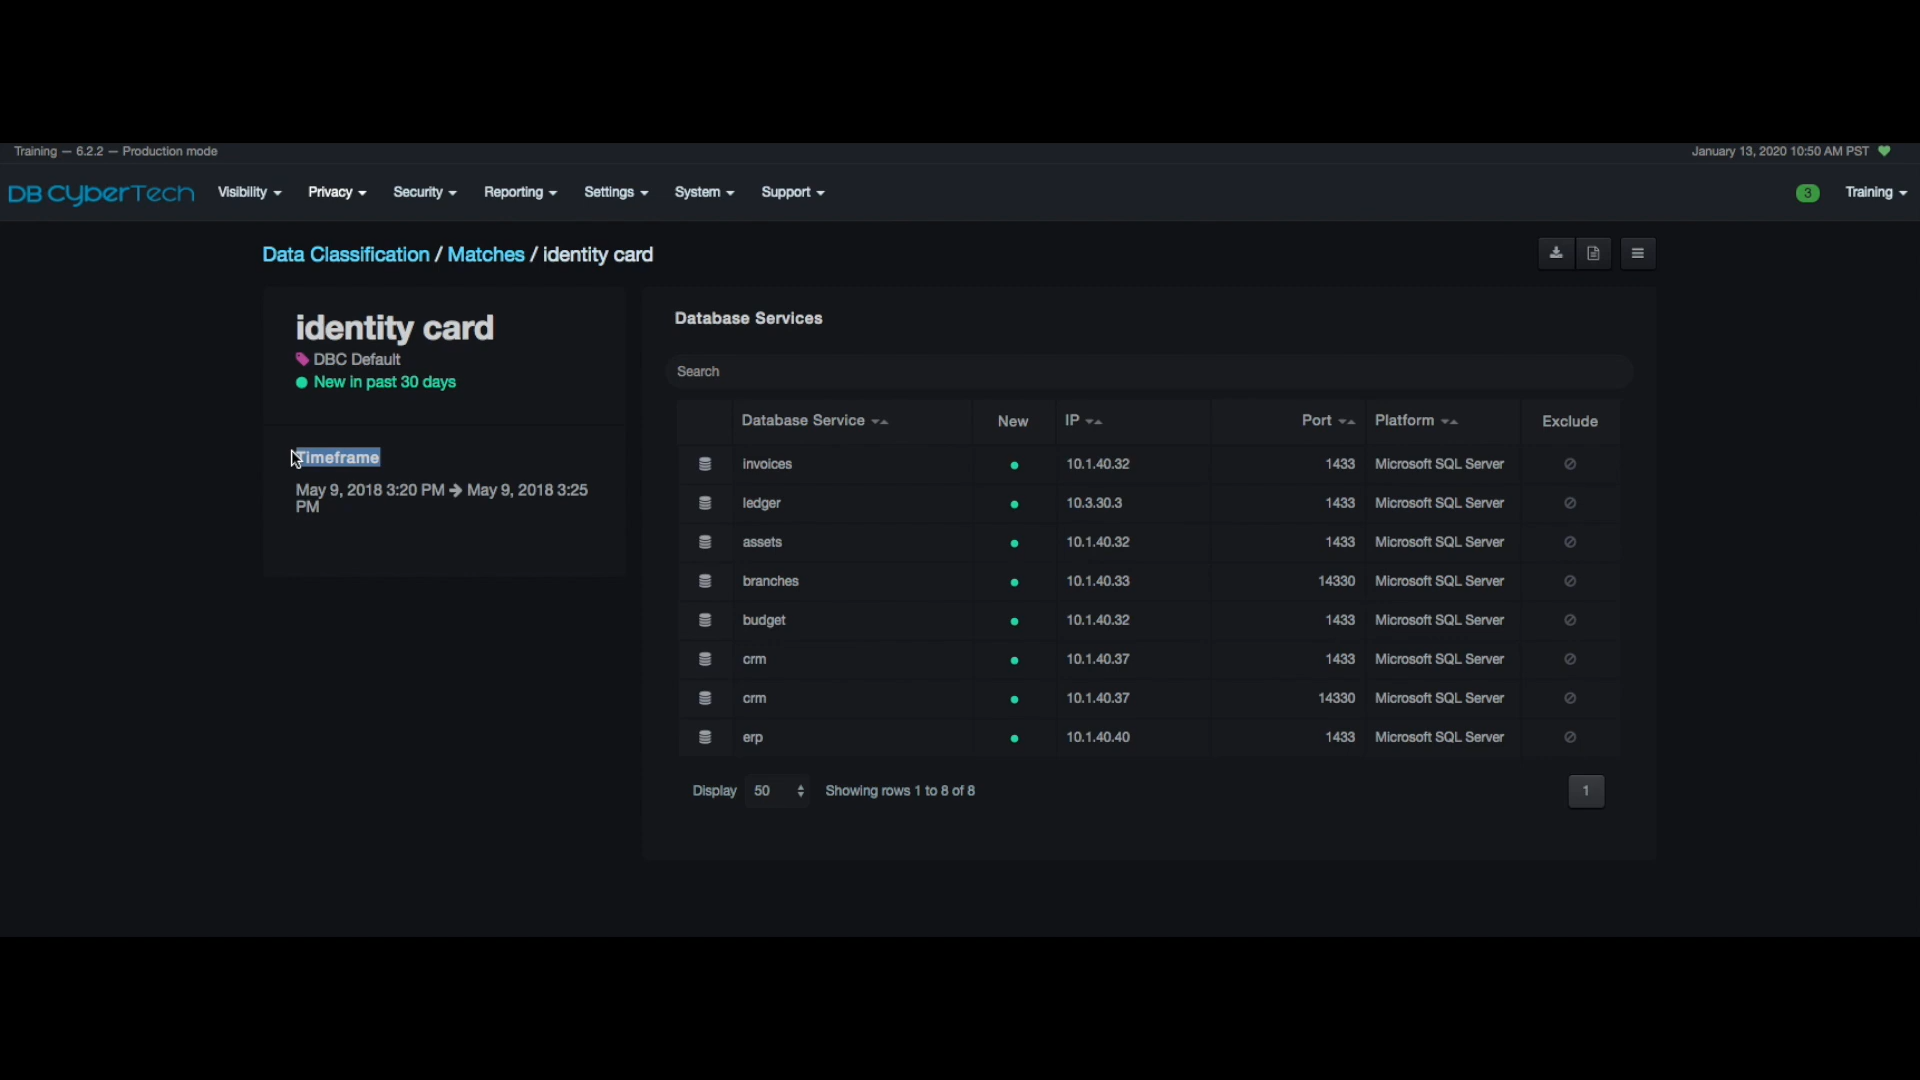 Training — 6.2.2 — Production mode
January 13, 2020 10:50 AM PST
DB CyberTech
Visibility
Privacy
Security
Reporting
Settings
System
Support
3
Training
Data Classification / Matches / identity card
identity card
DBC Default
New in past 30 days
Timeframe
May 9, 2018 3:20 PM → May 9, 2018 3:25
PM
Database Services
Search
Database Service New IP Port Platform Exclude
invoices 10.1.40.32 1433 Microsoft SQL Server
ledger 10.3.30.3 1433 Microsoft SQL Server
assets 10.1.40.32 1433 Microsoft SQL Server
branches 10.1.40.33 14330 Microsoft SQL Server
budget 10.1.40.32 1433 Microsoft SQL Server
crm 10.1.40.37 1433 Microsoft SQL Server
crm 10.1.40.37 14330 Microsoft SQL Server
erp 10.1.40.40 1433 Microsoft SQL Server
Display 50 Showing rows 1 to 8 of 8
1